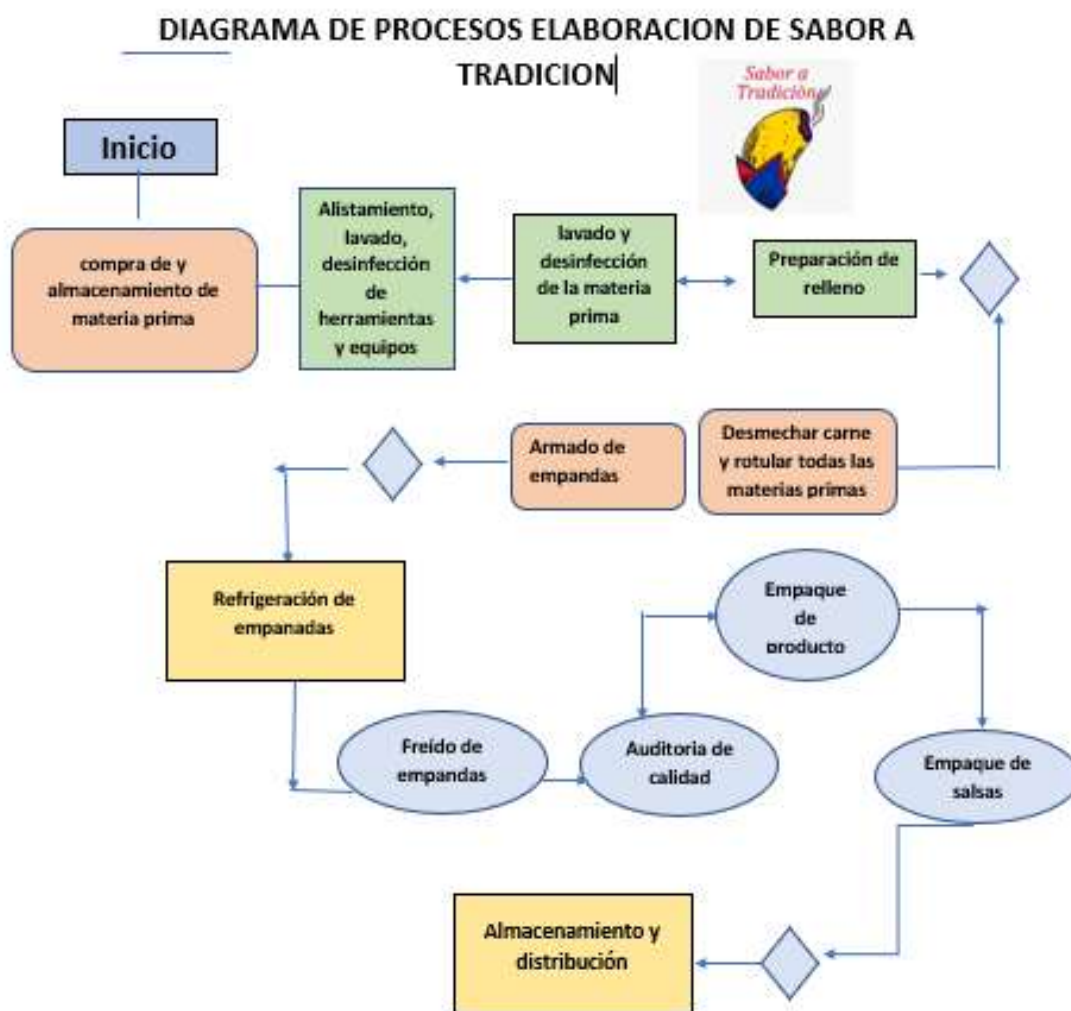 DIAGRAMA DE PROCESOS ELABORACION DE SABOR A
TRADICION
Sabor a
Tradición
Inicio
compra de y
almacenamiento de
materia prima
Alistamiento,
lavado,
desinfección
de
herramientas
y equipos
lavado y
desinfección
de la materia
prima
Preparación de
relleno
Armado de
empandas
Desmechar carne
y rotular todas las
materias primas
Refrigeración de
empanadas
Empaque
de
producto
Freído de
empandas
Auditoria de
calidad
Empaque de
salsas
Almacenamiento y
distribución